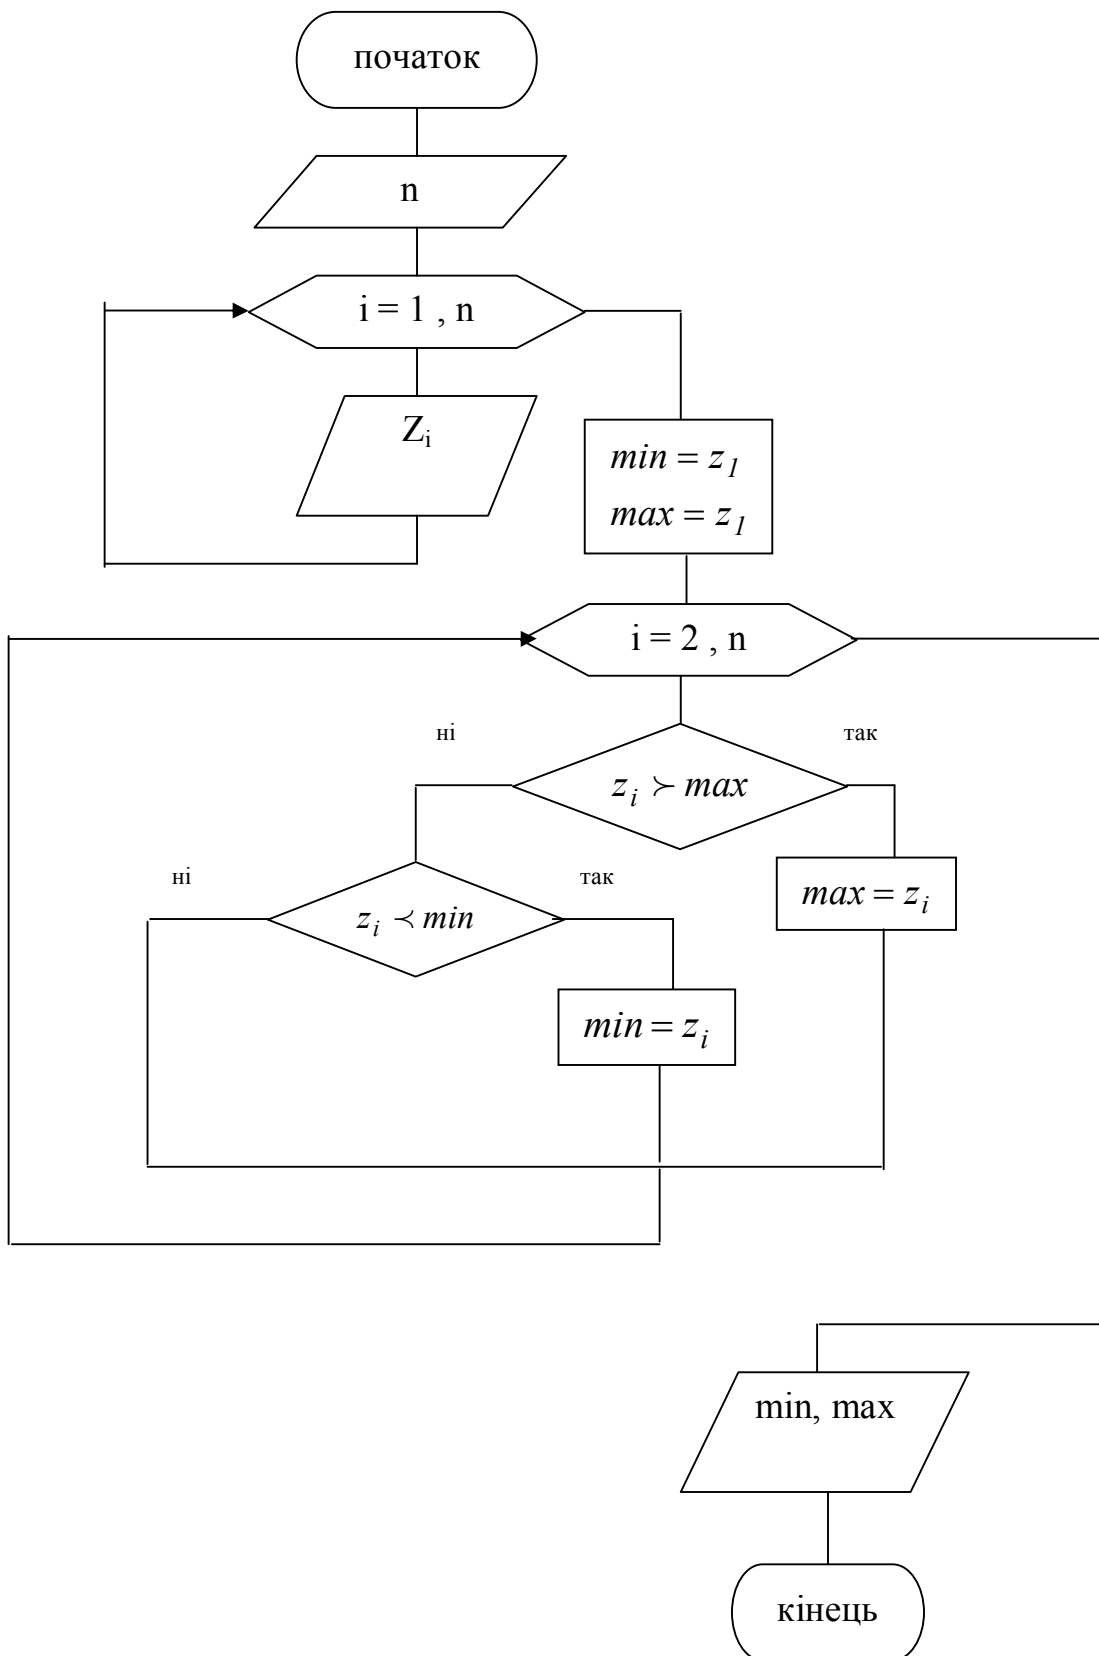 початок
n
i = 1 , n
Zi
min = z1
max = z1
i = 2 , n
ні
так
zi ≻ max
ні
так
max = zi
zi ≺ min
min = zi
min, max
кінець